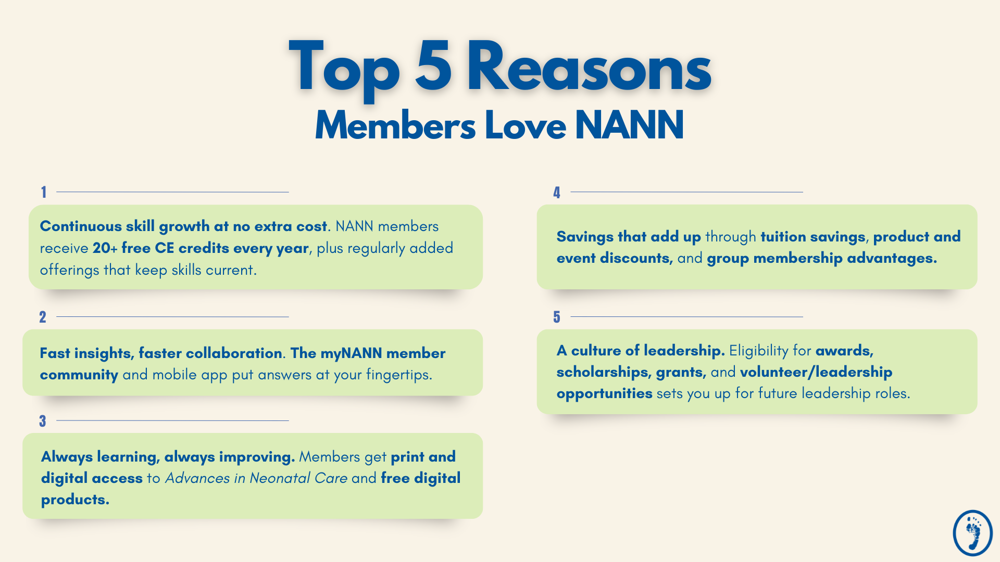 Top 5 Reasons
Members Love NANN
1
Continuous skill growth at no extra cost. NANN members
receive 20+ free CE credits every year, plus regularly added
offerings that keep skills current.
2
Fast insights, faster collaboration. The myNANN member
community and mobile app put answers at your fingertips.
3
Always learning, always improving. Members get print and
digital access to Advances in Neonatal Care and free digital
products.
4
Savings that add up through tuition savings, product and
event discounts, and group membership advantages.
5
A culture of leadership. Eligibility for awards,
scholarships, grants, and volunteer/leadership
opportunities sets you up for future leadership roles.